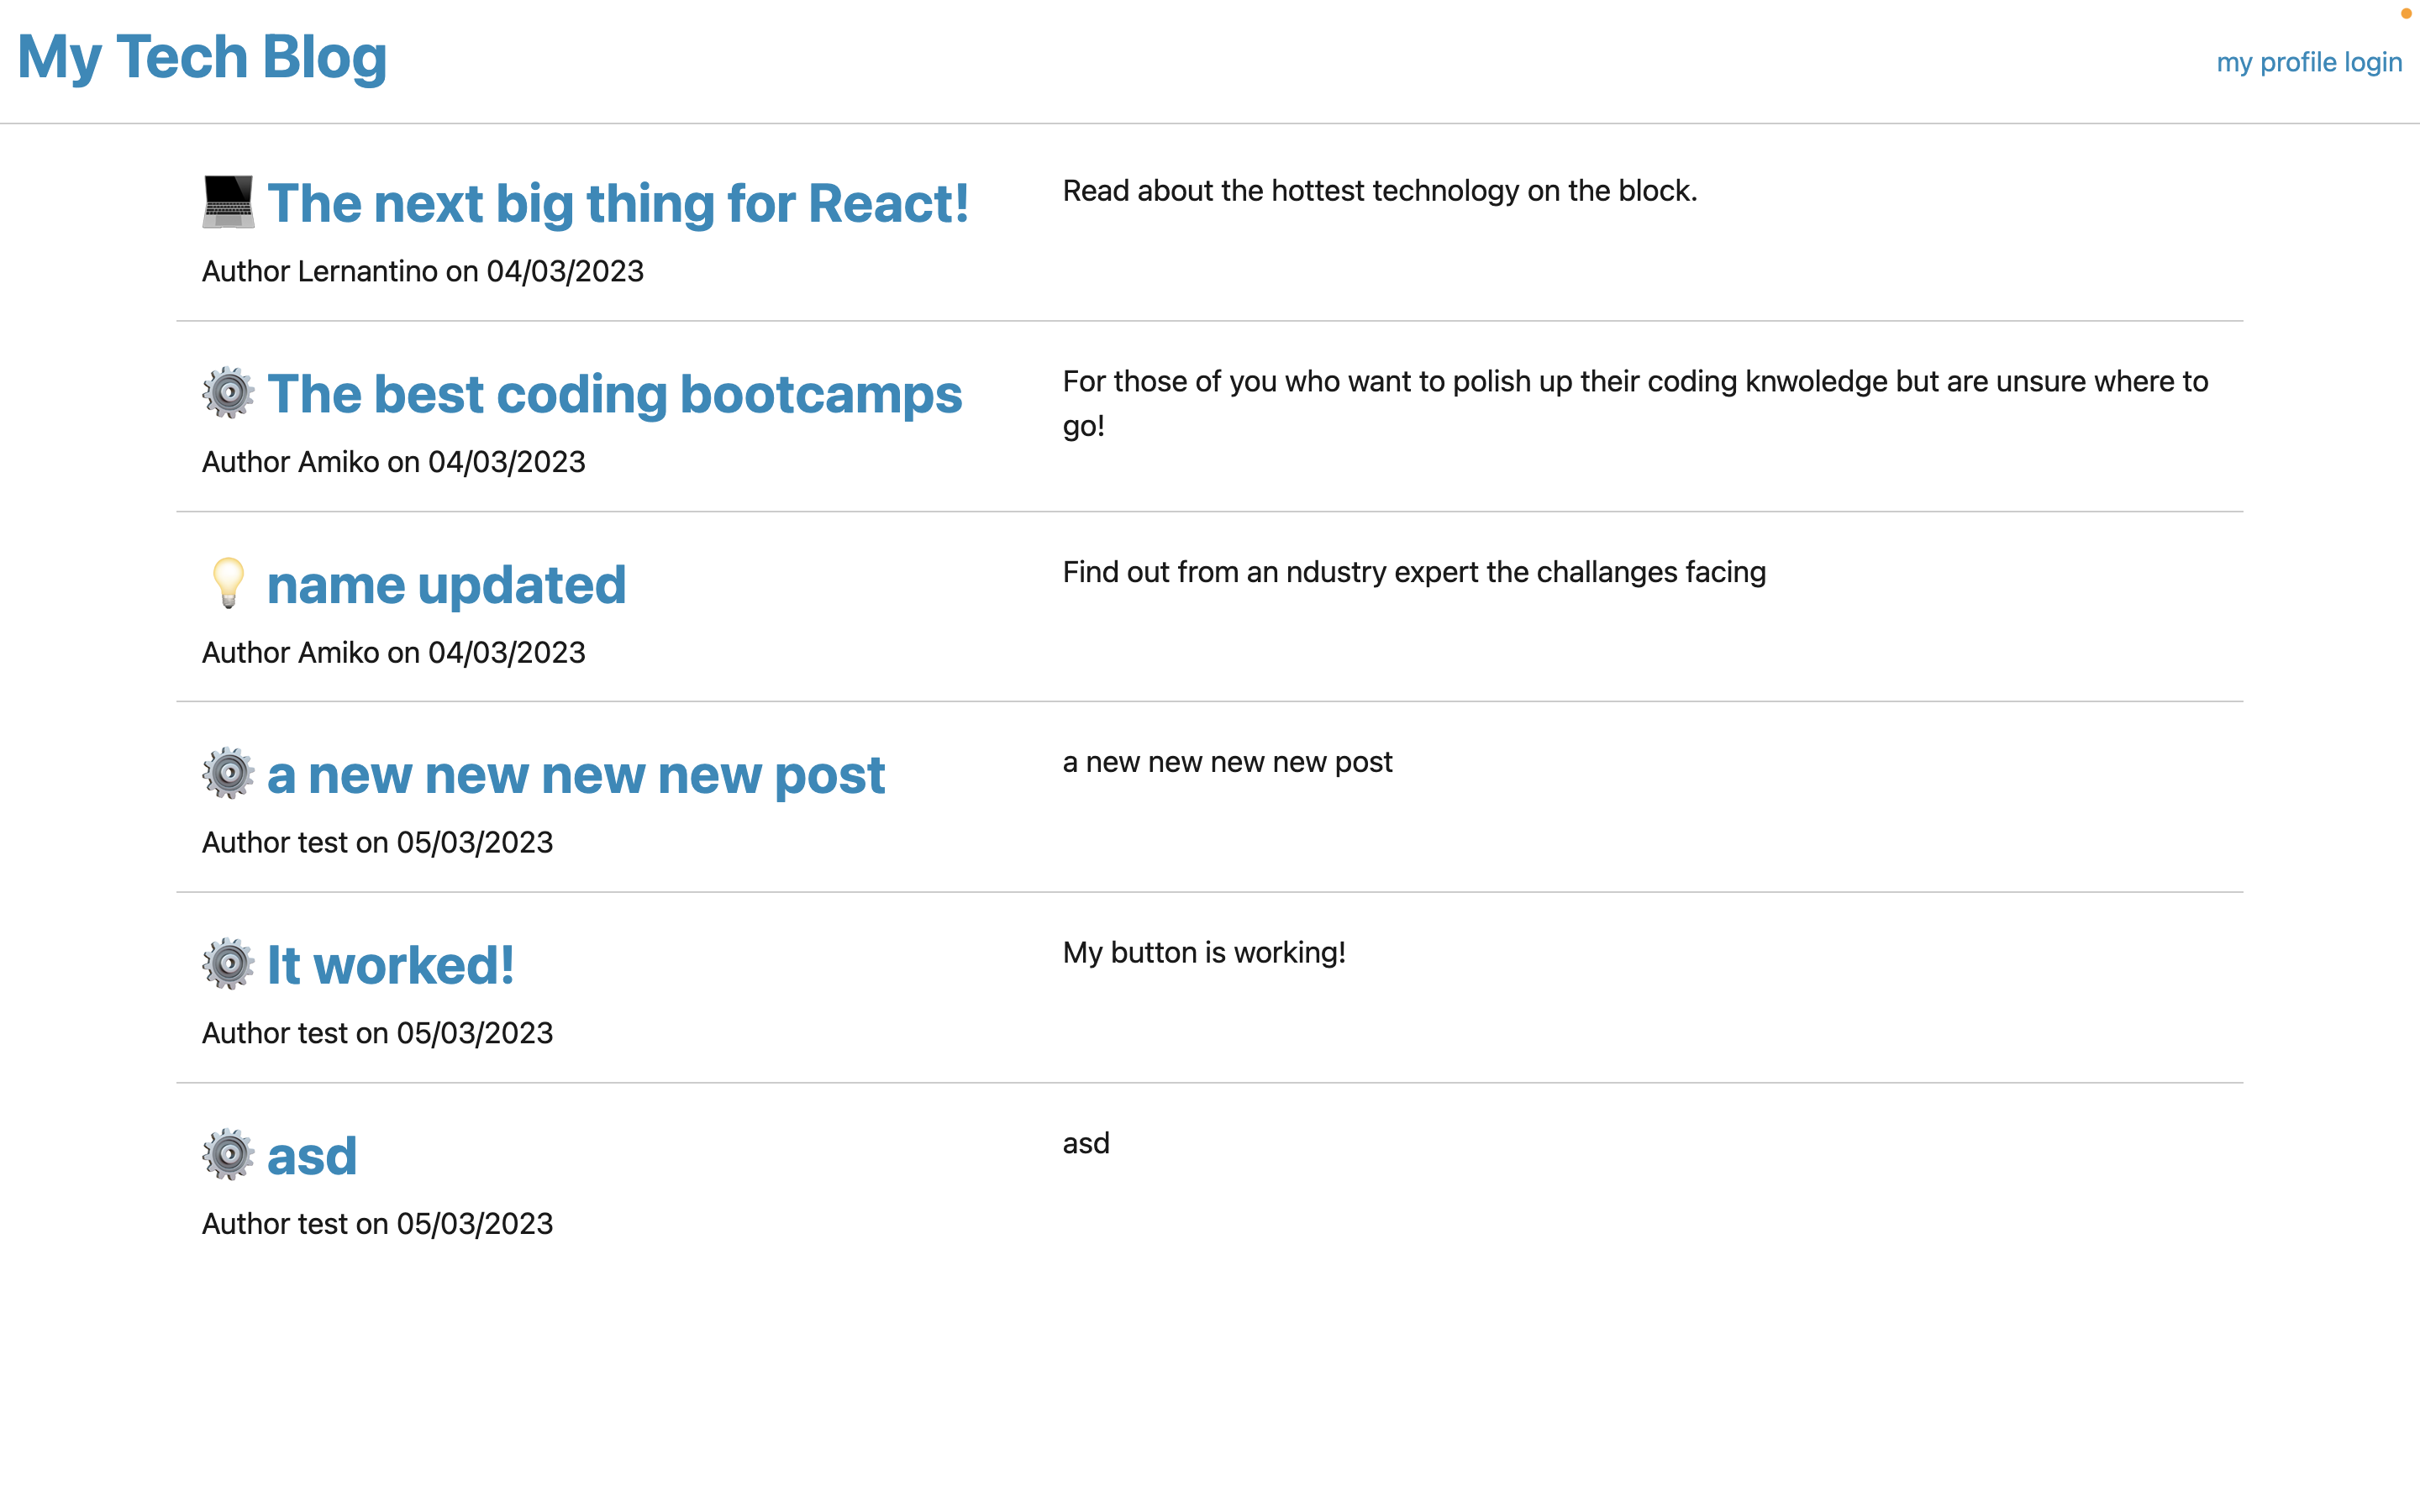 My Tech Blog
my profile login
The next big thing for React!
Read about the hottest technology on the block.
Author Lernantino on 04/03/2023
The best coding bootcamps
For those of you who want to polish up their coding knwoledge but are unsure where to
go!
Author Amiko on 04/03/2023
name updated
Find out from an ndustry expert the challanges facing
Author Amiko on 04/03/2023
a new new new new post
a new new new new post
Author test on 05/03/2023
It worked!
My button is working!
Author test on 05/03/2023
asd
asd
Author test on 05/03/2023